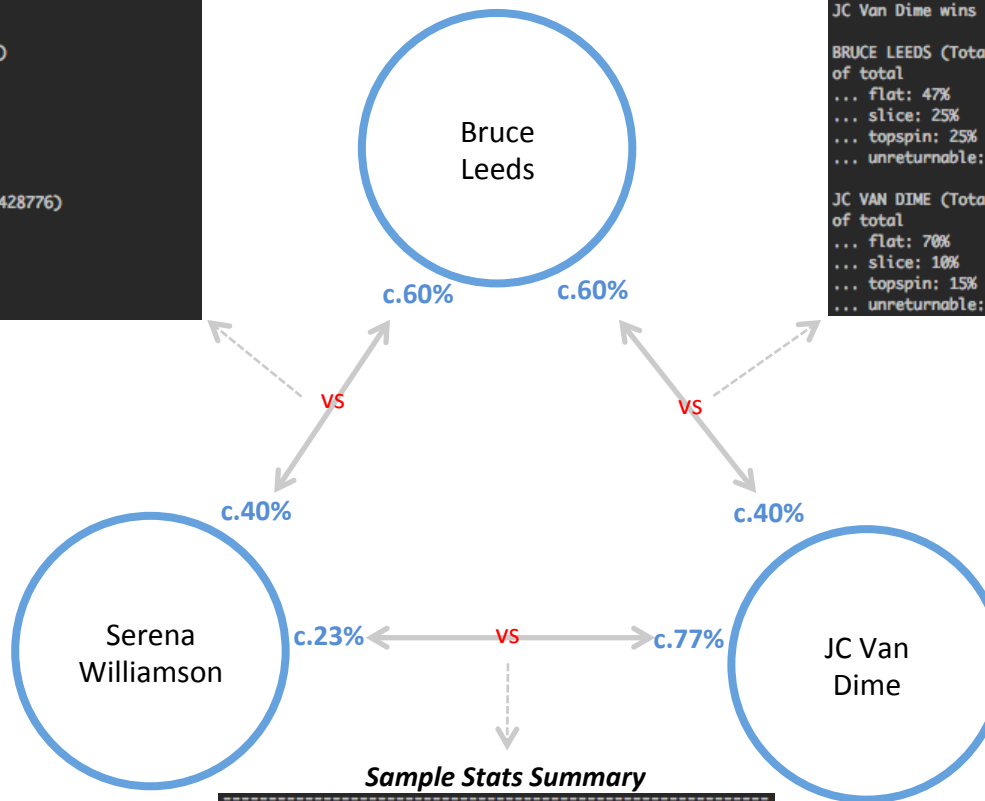 )
428776)
JC Van Dime wins
BRUCE LEEDS (Tota
of total
... flat: 47%
... slice: 25%
... topspin: 25%
... unreturnable:
JC VAN DIME (Tota
of total
... flat: 70%
... slice: 10%
... topspin: 15%
... unreturnable:
Bruce
Leeds
c.60%
c.60%
vs
vs
c.40%
c.40%
Serena
Williamson
c.23%
vs
c.77%
JC Van
Dime
Sample Stats Summary